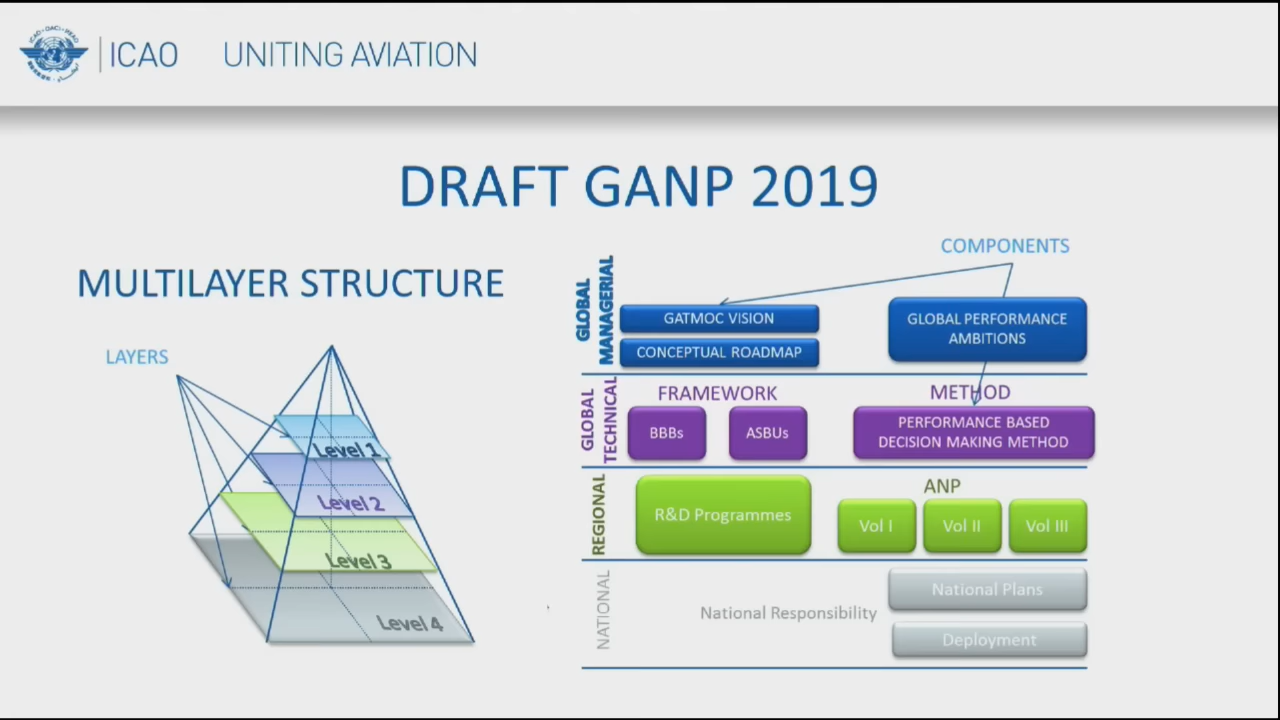 ICAO
UNITING AVIATION
DRAFT GANP 2019
MULTILAYER STRUCTURE
LAYERS
Level 1
Level 2
Level 3
Level 4
COMPONENTS
GLOBAL
MANAGERIAL
GATMOC VISION
CONCEPTUAL ROADMAP
GLOBAL PERFORMANCE
AMBITIONS
GLOBAL
TECHNICAL
FRAMEWORK
BBBs
ASBUs
METHOD
PERFORMANCE BASED
DECISION MAKING METHOD
REGIONAL
R&D Programmes
ANP
Vol I
Vol II
Vol III
NATIONAL
National Responsibility
National Plans
Deployment